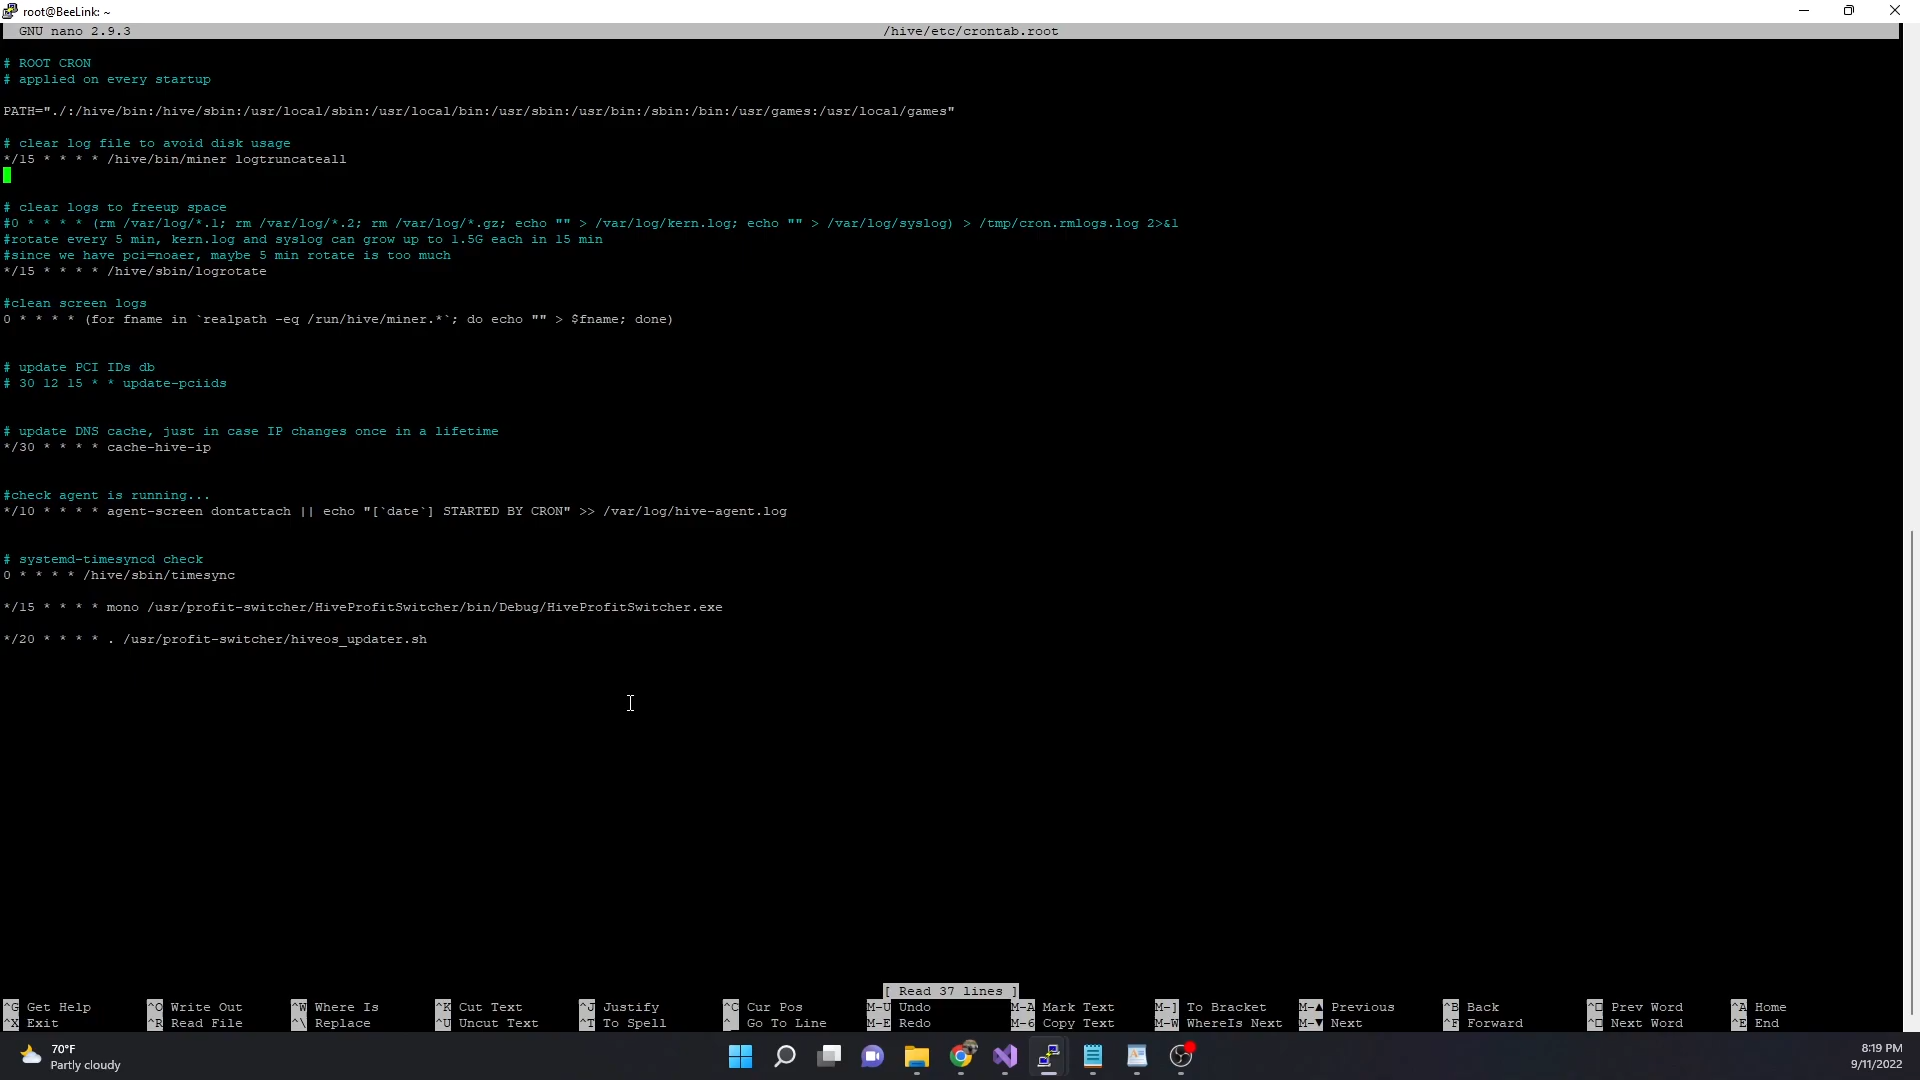 root@BeeLink: ~
GNU nano 2.9.3 /hive/etc/crontab.root
# ROOT CRON
# applied on every startup
PATH="./:/hive/bin:/hive/sbin:/usr/local/sbin:/usr/local/bin:/usr/sbin:/usr/bin:/sbin:/bin:/usr/games:/usr/local/games"
# clear log file to avoid disk usage
*/15 * * * * /hive/bin/miner logtruncateall
# clear logs to freeup space
#0 * * * * (rm /var/log/*.1; rm /var/log/*.2; rm /var/log/*.gz; echo "" > /var/log/kern.log; echo "" > /var/log/syslog) > /tmp/cron.rmlogs.log 2>&1
#rotate every 5 min, kern.log and syslog can grow up to 1.5G each in 15 min
#since we have pci=noaer, maybe 5 min rotate is too much
*/15 * * * * /hive/sbin/logrotate
#clean screen logs
0 * * * * (for fname in `realpath -eq /run/hive/miner.*`; do echo "" > $fname; done)
# update PCI IDs db
# 30 12 15 * * update-pciids
# update DNS cache, just in case IP changes once in a lifetime
*/30 * * * * cache-hive-ip
#check agent is running...
*/10 * * * * agent-screen dontattach || echo "[`date`] STARTED BY CRON" >> /var/log/hive-agent.log
# systemd-timesyncd check
0 * * * * /hive/sbin/timesync
*/15 * * * * mono /usr/profit-switcher/HiveProfitSwitcher/bin/Debug/HiveProfitSwitcher.exe
*/20 * * * * . /usr/profit-switcher/hiveos_updater.sh
[ Read 37 lines ]
^G Get Help ^O Write Out ^W Where Is ^K Cut Text ^J Justify ^C Cur Pos M-U Undo M-A Mark Text M-] To Bracket M-▲ Previous ^B Back ^□ Prev Word ^A Home
^X Exit ^R Read File ^\ Replace ^U Uncut Text ^T To Spell ^_ Go To Line M-E Redo M-6 Copy Text M-W WhereIs Next M-▼ Next ^F Forward ^□ Next Word ^E End
70°F
Partly cloudy
8:19 PM
9/11/2022